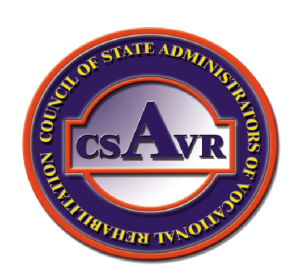 COUNCIL OF STATE ADMINISTRATORS OF VOCATIONAL REHABILITATION
CSAVR